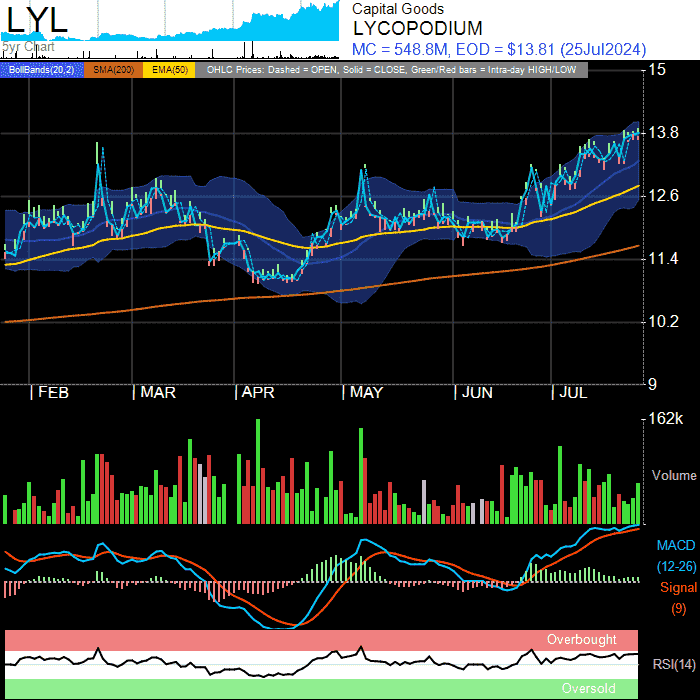 LYL
5yr Chart
Capital Goods
LYCOPODIUM
MC = 548.8M, EOD = $13.81 (25Jul2024)
BollBands(20,2) SMA(200) EMA(50) OHLC Prices: Dashed = OPEN, Solid = CLOSE, Green/Red bars = Intra-day HIGH/LOW
15
13.8
12.6
11.4
10.2
9
| FEB | MAR | APR | MAY | JUN | JUL
162k
Volume
MACD
(12-26)
Signal
(9)
Overbought
RSI(14)
Oversold